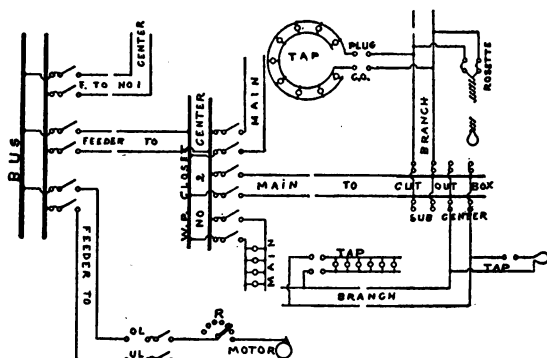 BUS
CENTER
F. TO NO 1
FEEDER TO
W.P. CLOSET
CENTER
NO 2
MAIN
TAP
PLUG
C.O.
ROSETTE
BRANCH
MAIN TO CUT OUT BOX
SUB CENTER
MAIN
TAP
TAP
BRANCH
FEEDER TO
OL
UL
R
MOTOR